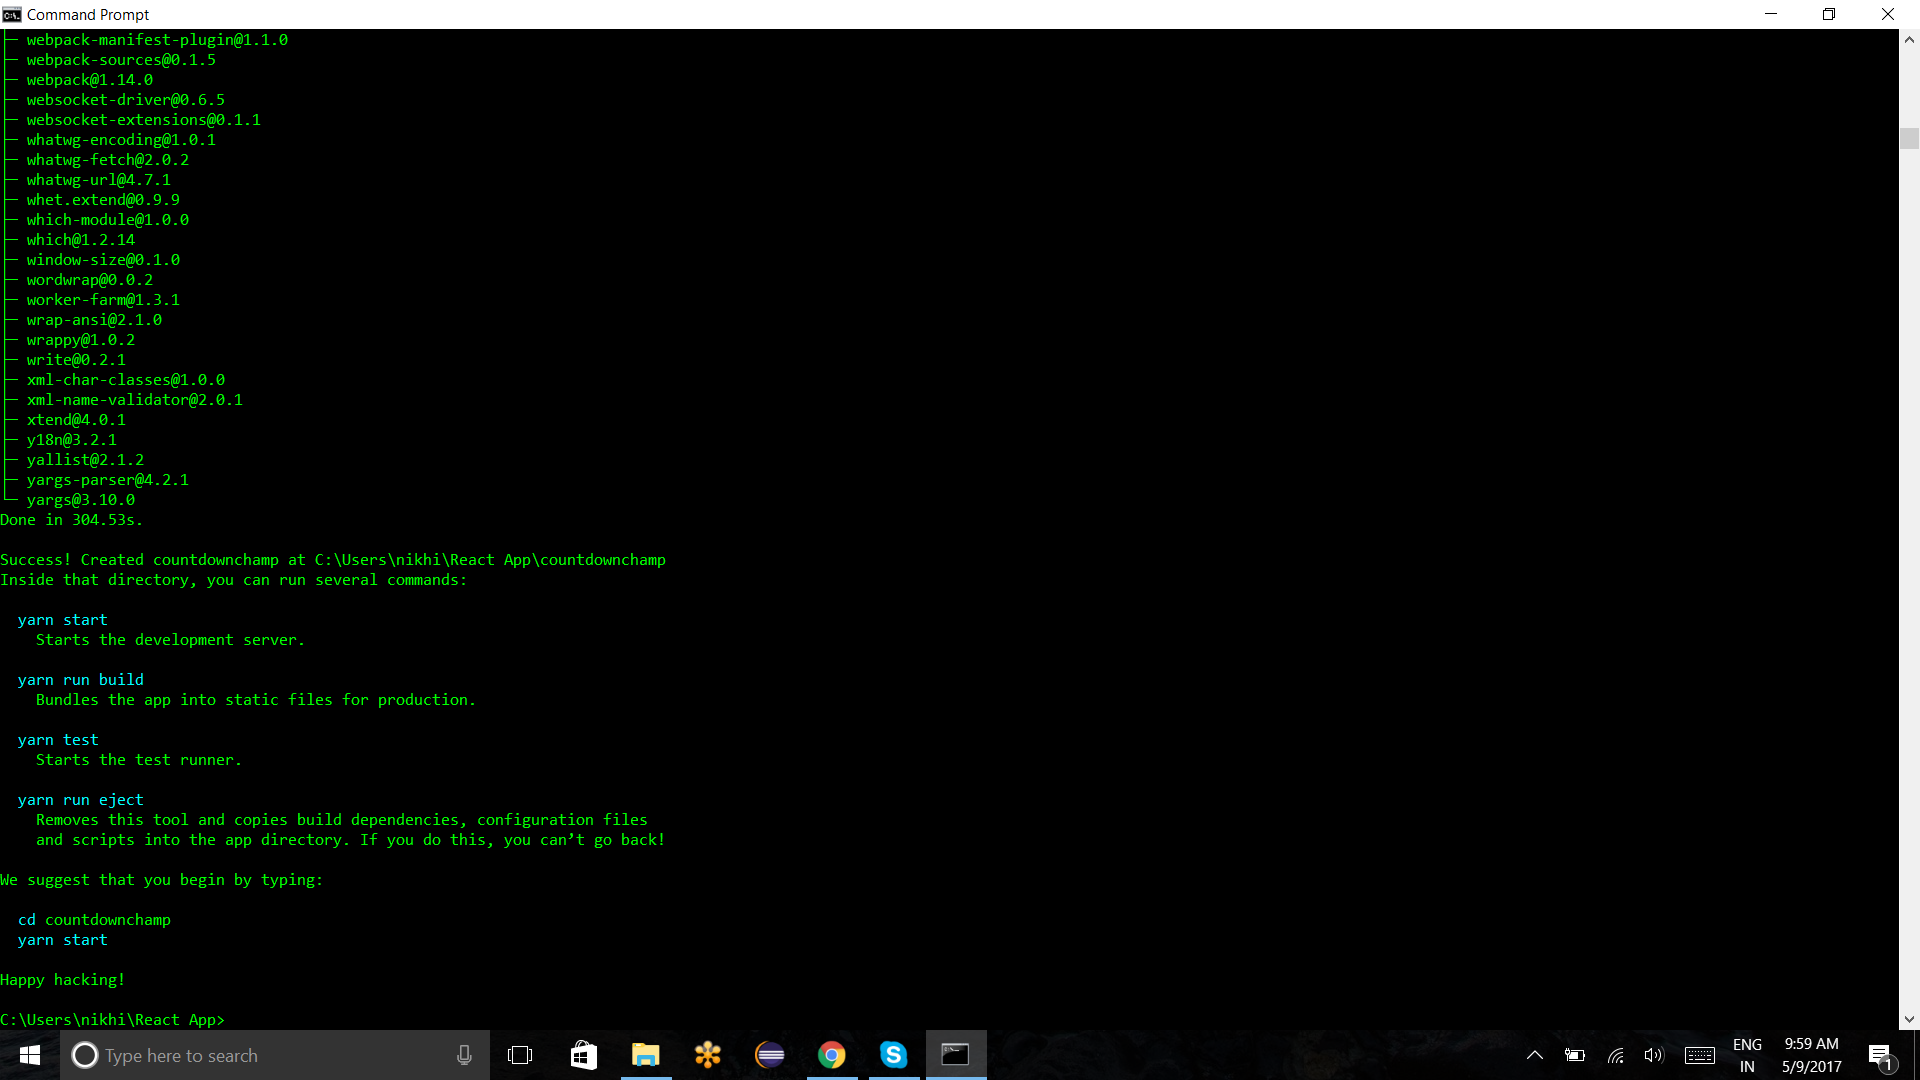 Command Prompt
├─ webpack-manifest-plugin@1.1.0
├─ webpack-sources@0.1.5
├─ webpack@1.14.0
├─ websocket-driver@0.6.5
├─ websocket-extensions@0.1.1
├─ whatwg-encoding@1.0.1
├─ whatwg-fetch@2.0.2
├─ whatwg-url@4.7.1
├─ whet.extend@0.9.9
├─ which-module@1.0.0
├─ which@1.2.14
├─ window-size@0.1.0
├─ wordwrap@0.0.2
├─ worker-farm@1.3.1
├─ wrap-ansi@2.1.0
├─ wrappy@1.0.2
├─ write@0.2.1
├─ xml-char-classes@1.0.0
├─ xml-name-validator@2.0.1
├─ xtend@4.0.1
├─ y18n@3.2.1
├─ yallist@2.1.2
├─ yargs-parser@4.2.1
└─ yargs@3.10.0
Done in 304.53s.
Success! Created countdownchamp at C:\Users\nikhi\React App\countdownchamp
Inside that directory, you can run several commands:
yarn start
Starts the development server.
yarn run build
Bundles the app into static files for production.
yarn test
Starts the test runner.
yarn run eject
Removes this tool and copies build dependencies, configuration files
and scripts into the app directory. If you do this, you can’t go back!
We suggest that you begin by typing:
cd countdownchamp
yarn start
Happy hacking!
C:\Users\nikhi\React App>
Type here to search
ENG
IN
9:59 AM
5/9/2017
1